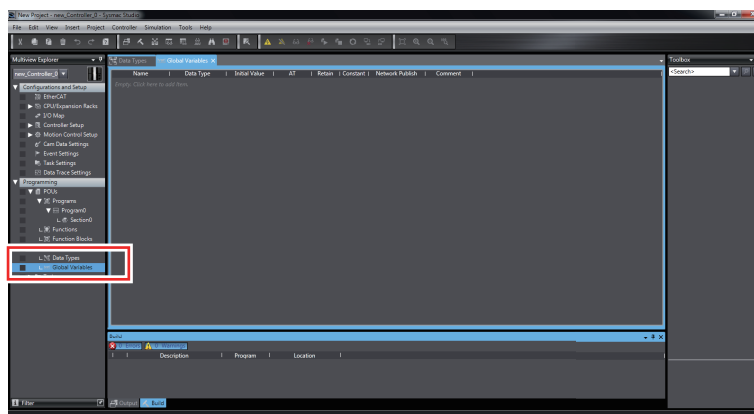 New Project - new_Controller_0 - Sysmac Studio
File Edit View Insert Project Controller Simulation Tools Help
Multiview Explorer
new_Controller_0
Configurations and Setup
EtherCAT
CPU/Expansion Racks
I/O Map
Controller Setup
Motion Control Setup
Cam Data Settings
Event Settings
Task Settings
Data Trace Settings
Programming
POUs
Programs
Program0
Section0
Functions
Function Blocks
Data Types
Global Variables
Filter
Data Types Global Variables
Name Data Type Initial Value AT Retain Constant Network Publish Comment
Empty. Click here to add item.
Build
0 Errors 0 Warnings
Description Program Location
Output Build
Toolbox
<Search>